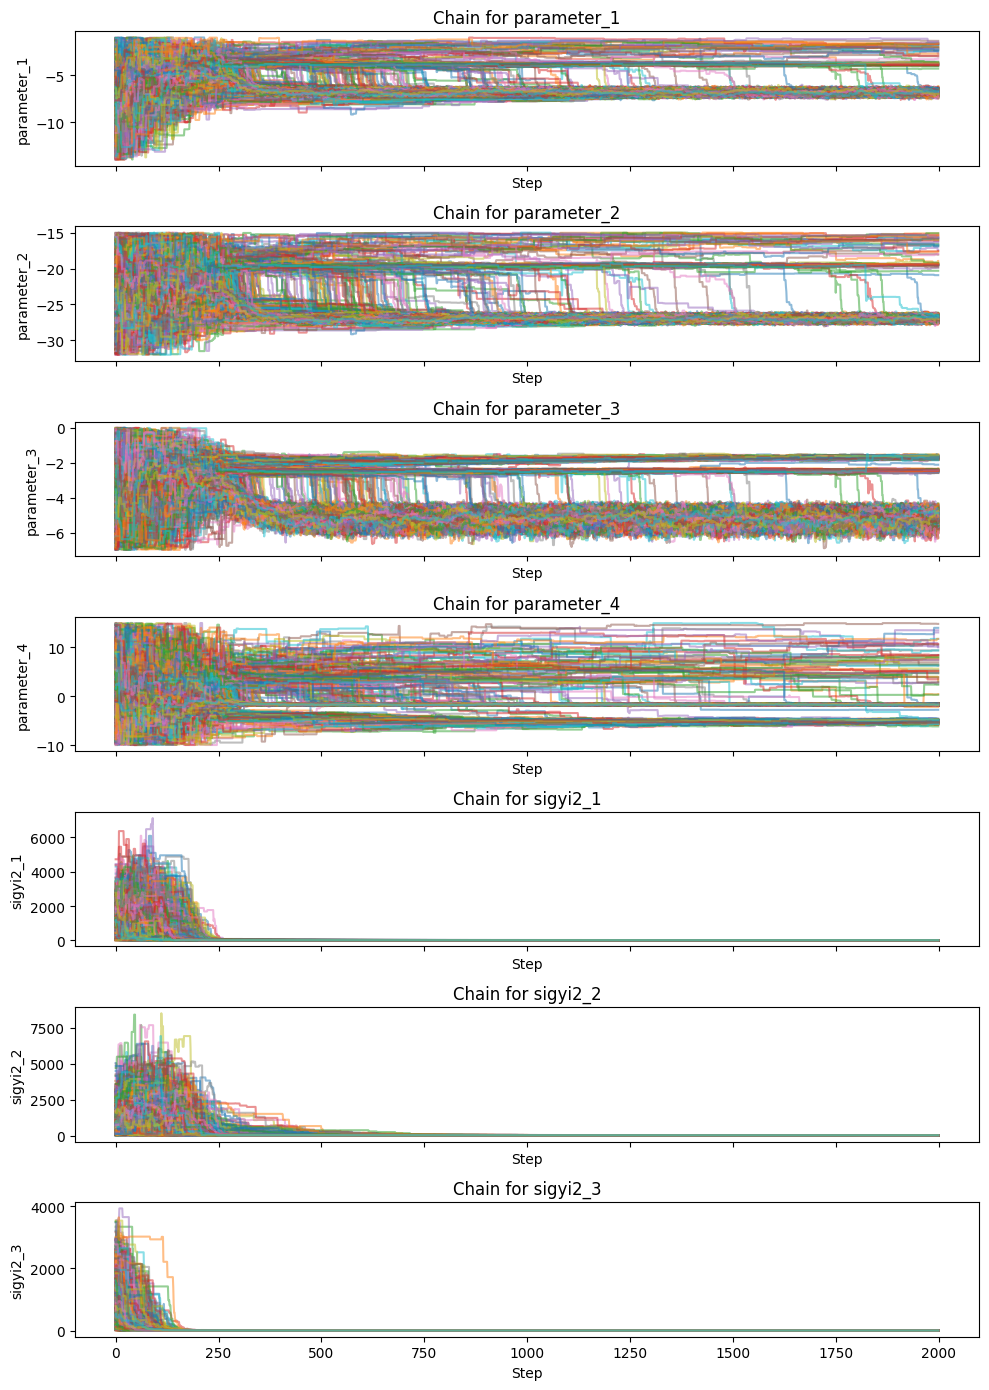 Chain for parameter_1
parameter_1
−5
−10
Step
Chain for parameter_2
parameter_2
−15
−20
−25
−30
Step
Chain for parameter_3
parameter_3
0
−2
−4
−6
Step
Chain for parameter_4
parameter_4
10
0
−10
Step
Chain for sigyi2_1
sigyi2_1
6000
4000
2000
0
Step
Chain for sigyi2_2
sigyi2_2
7500
5000
2500
0
Step
Chain for sigyi2_3
sigyi2_3
4000
2000
0
0 250 500 750 1000 1250 1500 1750 2000
Step